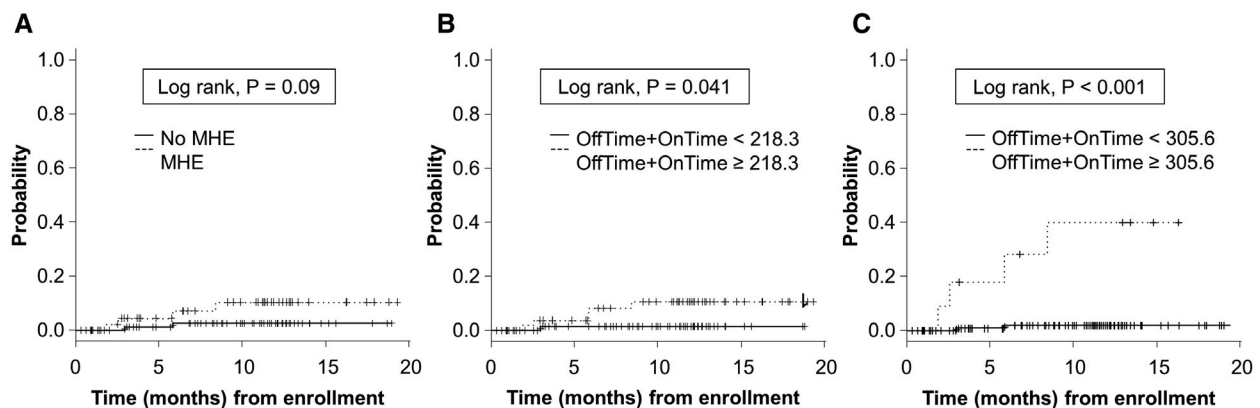 A
Log rank, P = 0.09
No MHE
MHE
Probability
1.0
0.8
0.6
0.4
0.2
0.0
0 5 10 15 20
Time (months) from enrollment
B
Log rank, P = 0.041
OffTime+OnTime < 218.3
OffTime+OnTime ≥ 218.3
Probability
1.0
0.8
0.6
0.4
0.2
0.0
0 5 10 15 20
Time (months) from enrollment
C
Log rank, P < 0.001
OffTime+OnTime < 305.6
OffTime+OnTime ≥ 305.6
Probability
1.0
0.8
0.6
0.4
0.2
0.0
0 5 10 15 20
Time (months) from enrollment